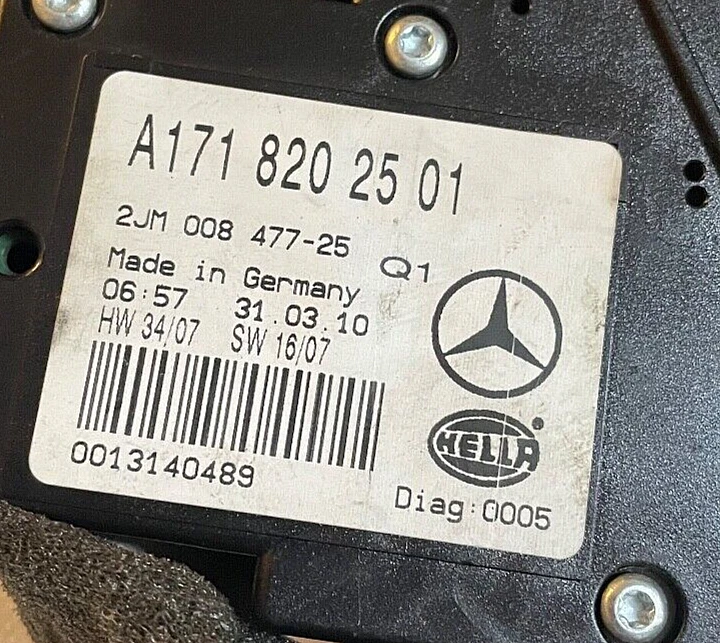 A171 820 25 01
2JM 008 477-25 Q1
Made in Germany
06:57 31.03.10
HW 34/07 SW 16/07
0013140489
HELLA
Diag:0005